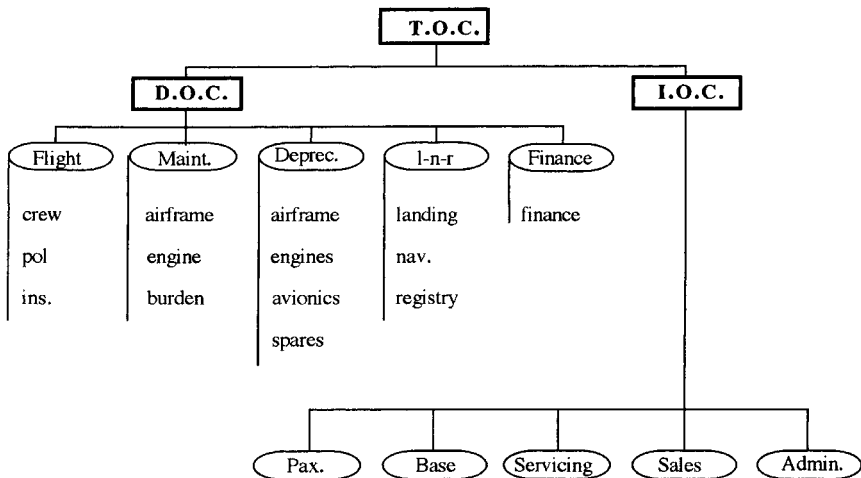 T.O.C.
D.O.C. I.O.C.
Flight Maint. Deprec. l-n-r Finance
crew airframe airframe landing finance
pol engine engines nav.
ins. burden avionics registry
spares
Pax. Base Servicing Sales Admin.